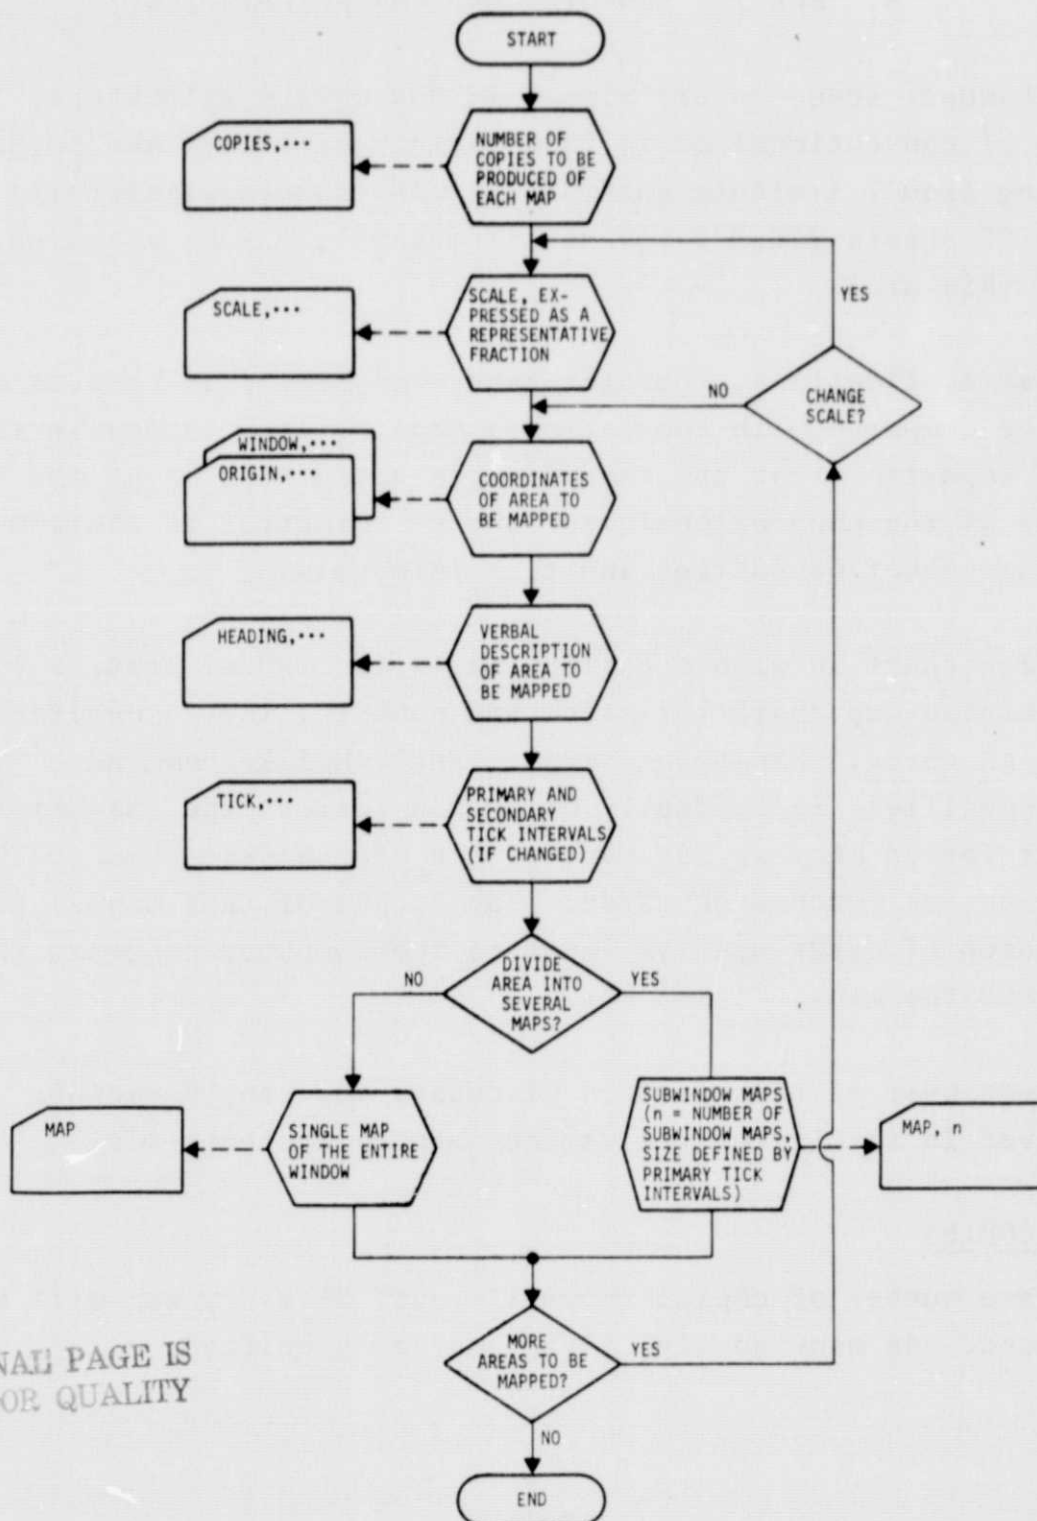 START
NUMBER OF
COPIES TO BE
PRODUCED OF
EACH MAP
COPIES,•••
SCALE, EX-
PRESSED AS A
REPRESENTATIVE
FRACTION
SCALE,•••
YES
CHANGE
SCALE?
NO
WINDOW,•••
ORIGIN,•••
COORDINATES
OF AREA TO
BE MAPPED
HEADING,•••
VERBAL
DESCRIPTION
OF AREA TO
BE MAPPED
TICK,•••
PRIMARY AND
SECONDARY
TICK INTERVALS
(IF CHANGED)
DIVIDE
AREA INTO
SEVERAL
MAPS?
NO
YES
MAP
SINGLE MAP
OF THE ENTIRE
WINDOW
SUBWINDOW MAPS
(n = NUMBER OF
SUBWINDOW MAPS,
SIZE DEFINED BY
PRIMARY TICK
INTERVALS)
MAP, n
MORE
AREAS TO BE
MAPPED?
YES
NO
END
NAL PAGE IS
OR QUALITY